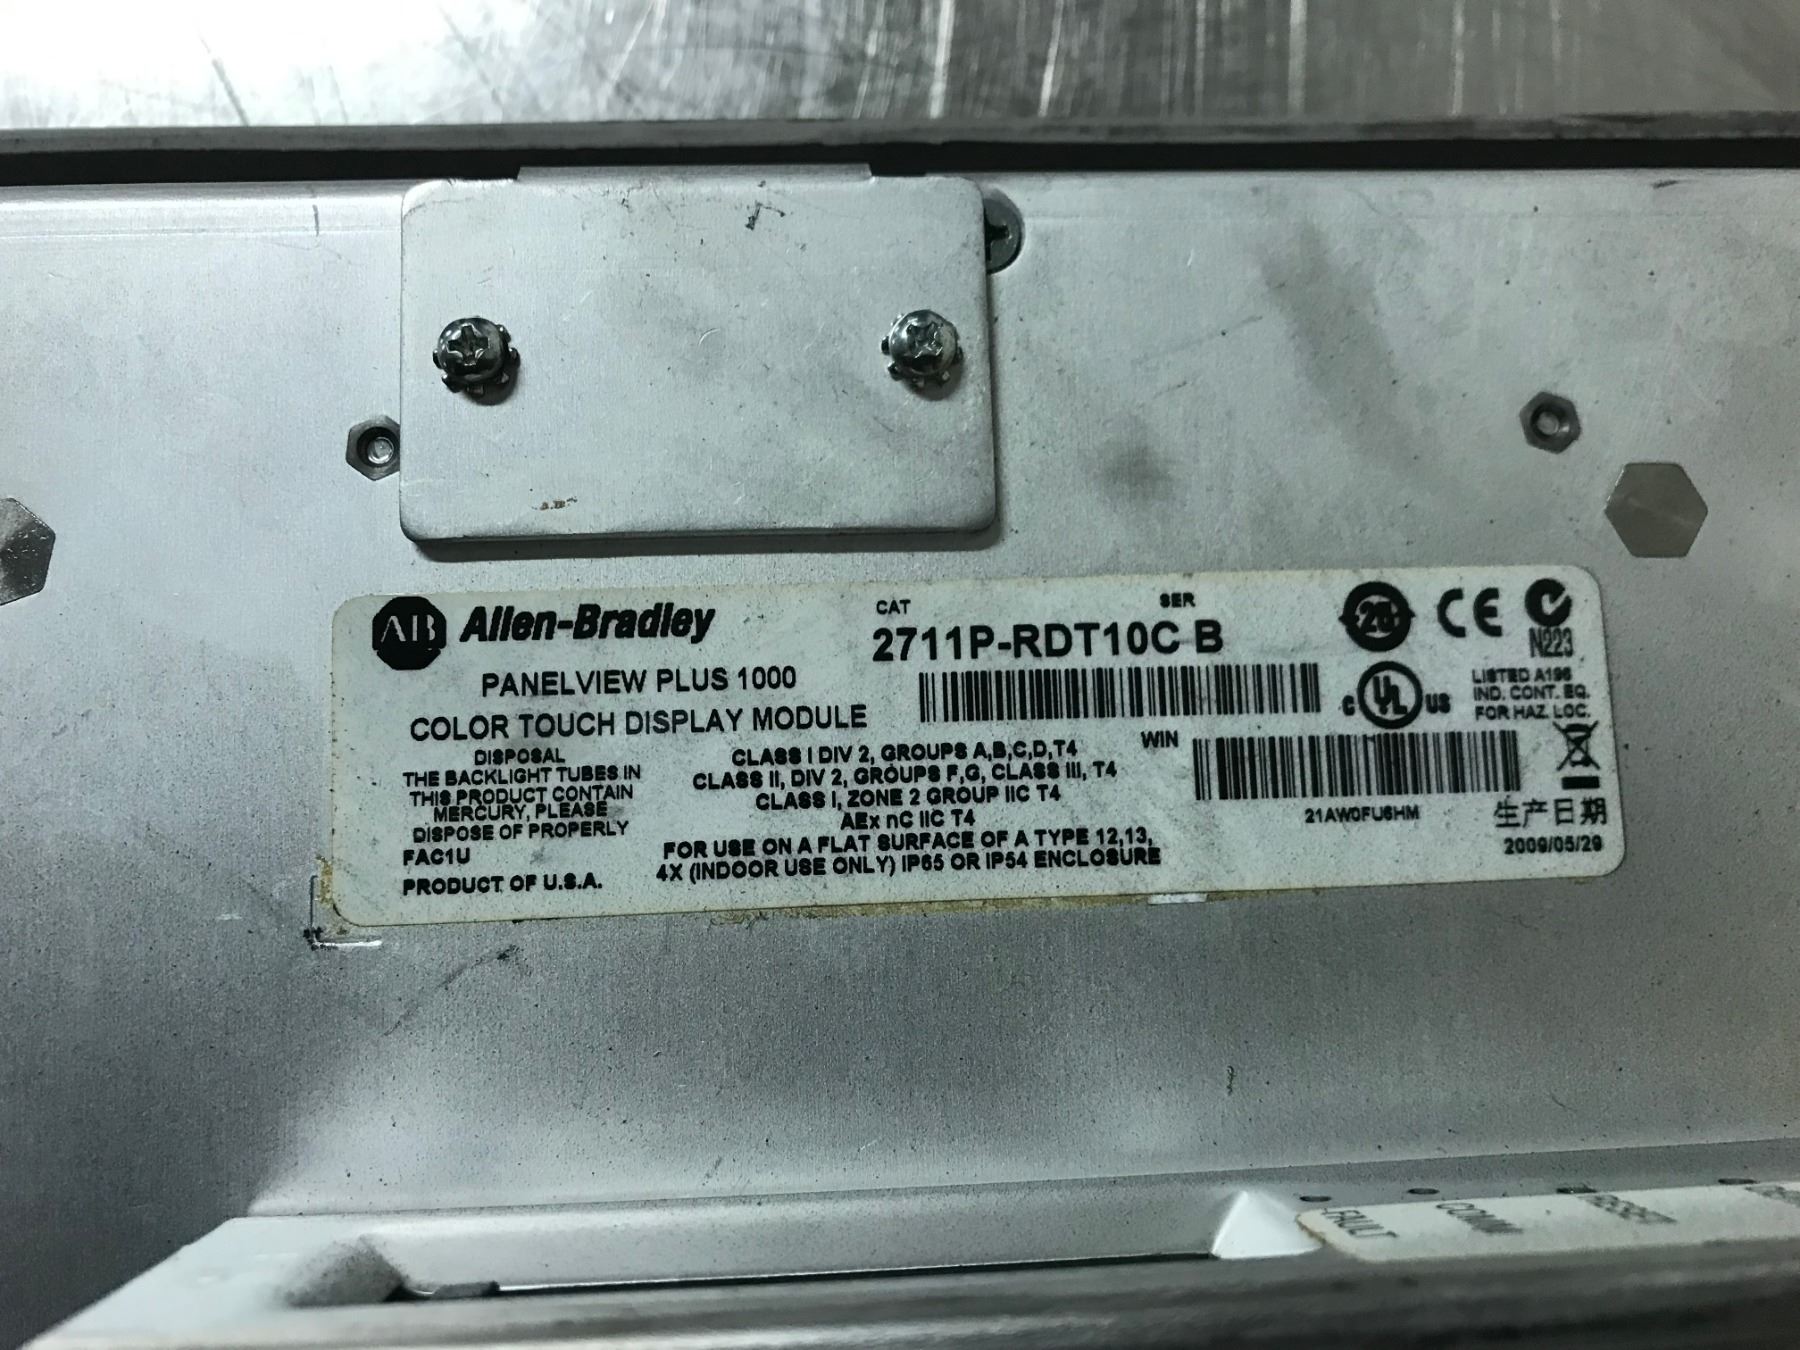 AB Allen-Bradley
PANELVIEW PLUS 1000
COLOR TOUCH DISPLAY MODULE
DISPOSAL
THE BACKLIGHT TUBES IN
THIS PRODUCT CONTAIN
MERCURY, PLEASE
DISPOSE OF PROPERLY
FAC1U
PRODUCT OF U.S.A.
CAT SER
2711P-RDT10C B
CLASS I DIV 2, GROUPS A,B,C,D,T4
CLASS II, DIV 2, GROUPS F,G, CLASS III, T4
CLASS I, ZONE 2 GROUP IIC T4
AEx nC IIC T4
FOR USE ON A FLAT SURFACE OF A TYPE 12,13,
4X (INDOOR USE ONLY) IP65 OR IP54 ENCLOSURE
WIN
21AW0FU6HM
20 CE N223
C UL US
LISTED A196
IND. CONT. EQ.
FOR HAZ. LOC.
生产日期
2009/05/29
FAULT
COMM
RESET